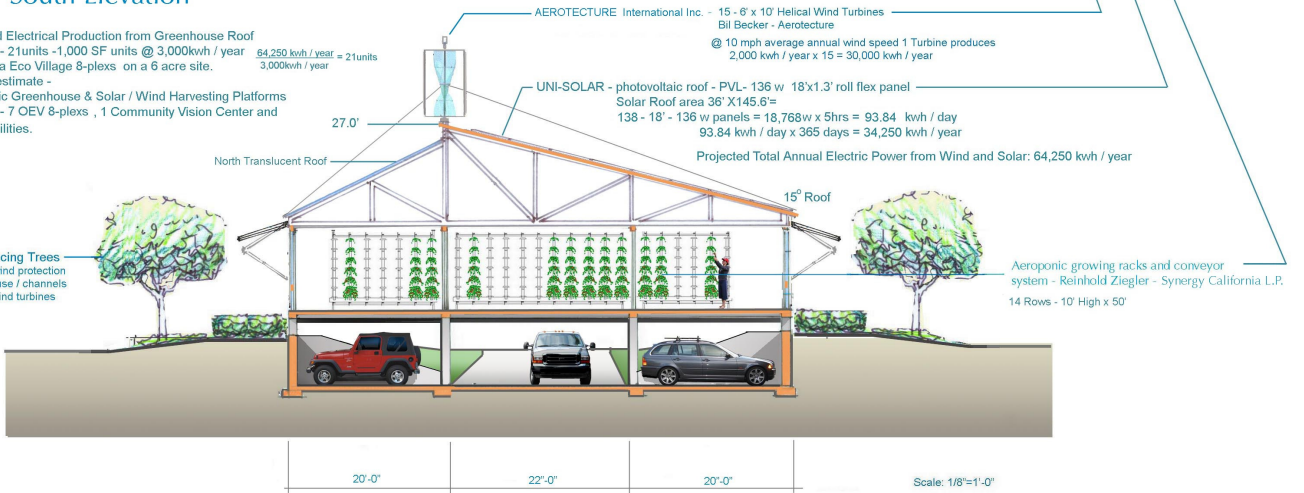 South Elevation
l Electrical Production from Greenhouse Roof
- 21units -1,000 SF units @ 3,000kwh / year
64,250 kwh / year
3,000kwh / year
= 21units
a Eco Village 8-plexs on a 6 acre site.
estimate -
ic Greenhouse & Solar / Wind Harvesting Platforms
- 7 OEV 8-plexs , 1 Community Vision Center and
ilities.
AEROTECTURE International Inc. - 15 - 6' x 10' Helical Wind Turbines
Bil Becker - Aerotecture
@ 10 mph average annual wind speed 1 Turbine produces
2,000 kwh / year x 15 = 30,000 kwh / year
UNI-SOLAR - photovoltaic roof - PVL- 136 w 18'x1.3' roll flex panel
Solar Roof area 36' X145.6'=
138 - 18' - 136 w panels = 18,768w x 5hrs = 93.84 kwh / day
93.84 kwh / day x 365 days = 34,250 kwh / year
Projected Total Annual Electric Power from Wind and Solar: 64,250 kwh / year
27.0'
North Translucent Roof
15° Roof
cing Trees
ind protection
use / channels
ind turbines
Aeroponic growing racks and conveyor
system - Reinhold Ziegler - Synergy California L.P.
14 Rows - 10' High x 50'
20'-0"
22"-0"
20"-0"
Scale: 1/8"=1'-0"